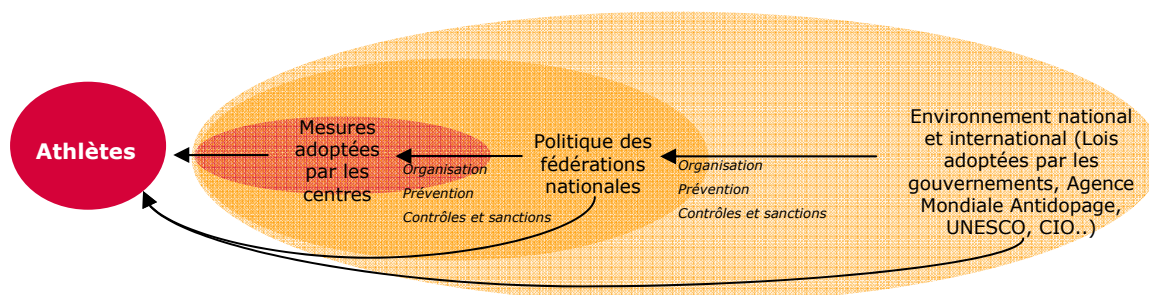 Athlètes
Mesures
adoptées
par les
centres
Organisation
Prévention
Contrôles et sanctions
Politique des
fédérations
nationales
Organisation
Prévention
Contrôles et sanctions
Environnement national
et international (Lois
adoptées par les
gouvernements, Agence
Mondiale Antidopage,
UNESCO, CIO..)